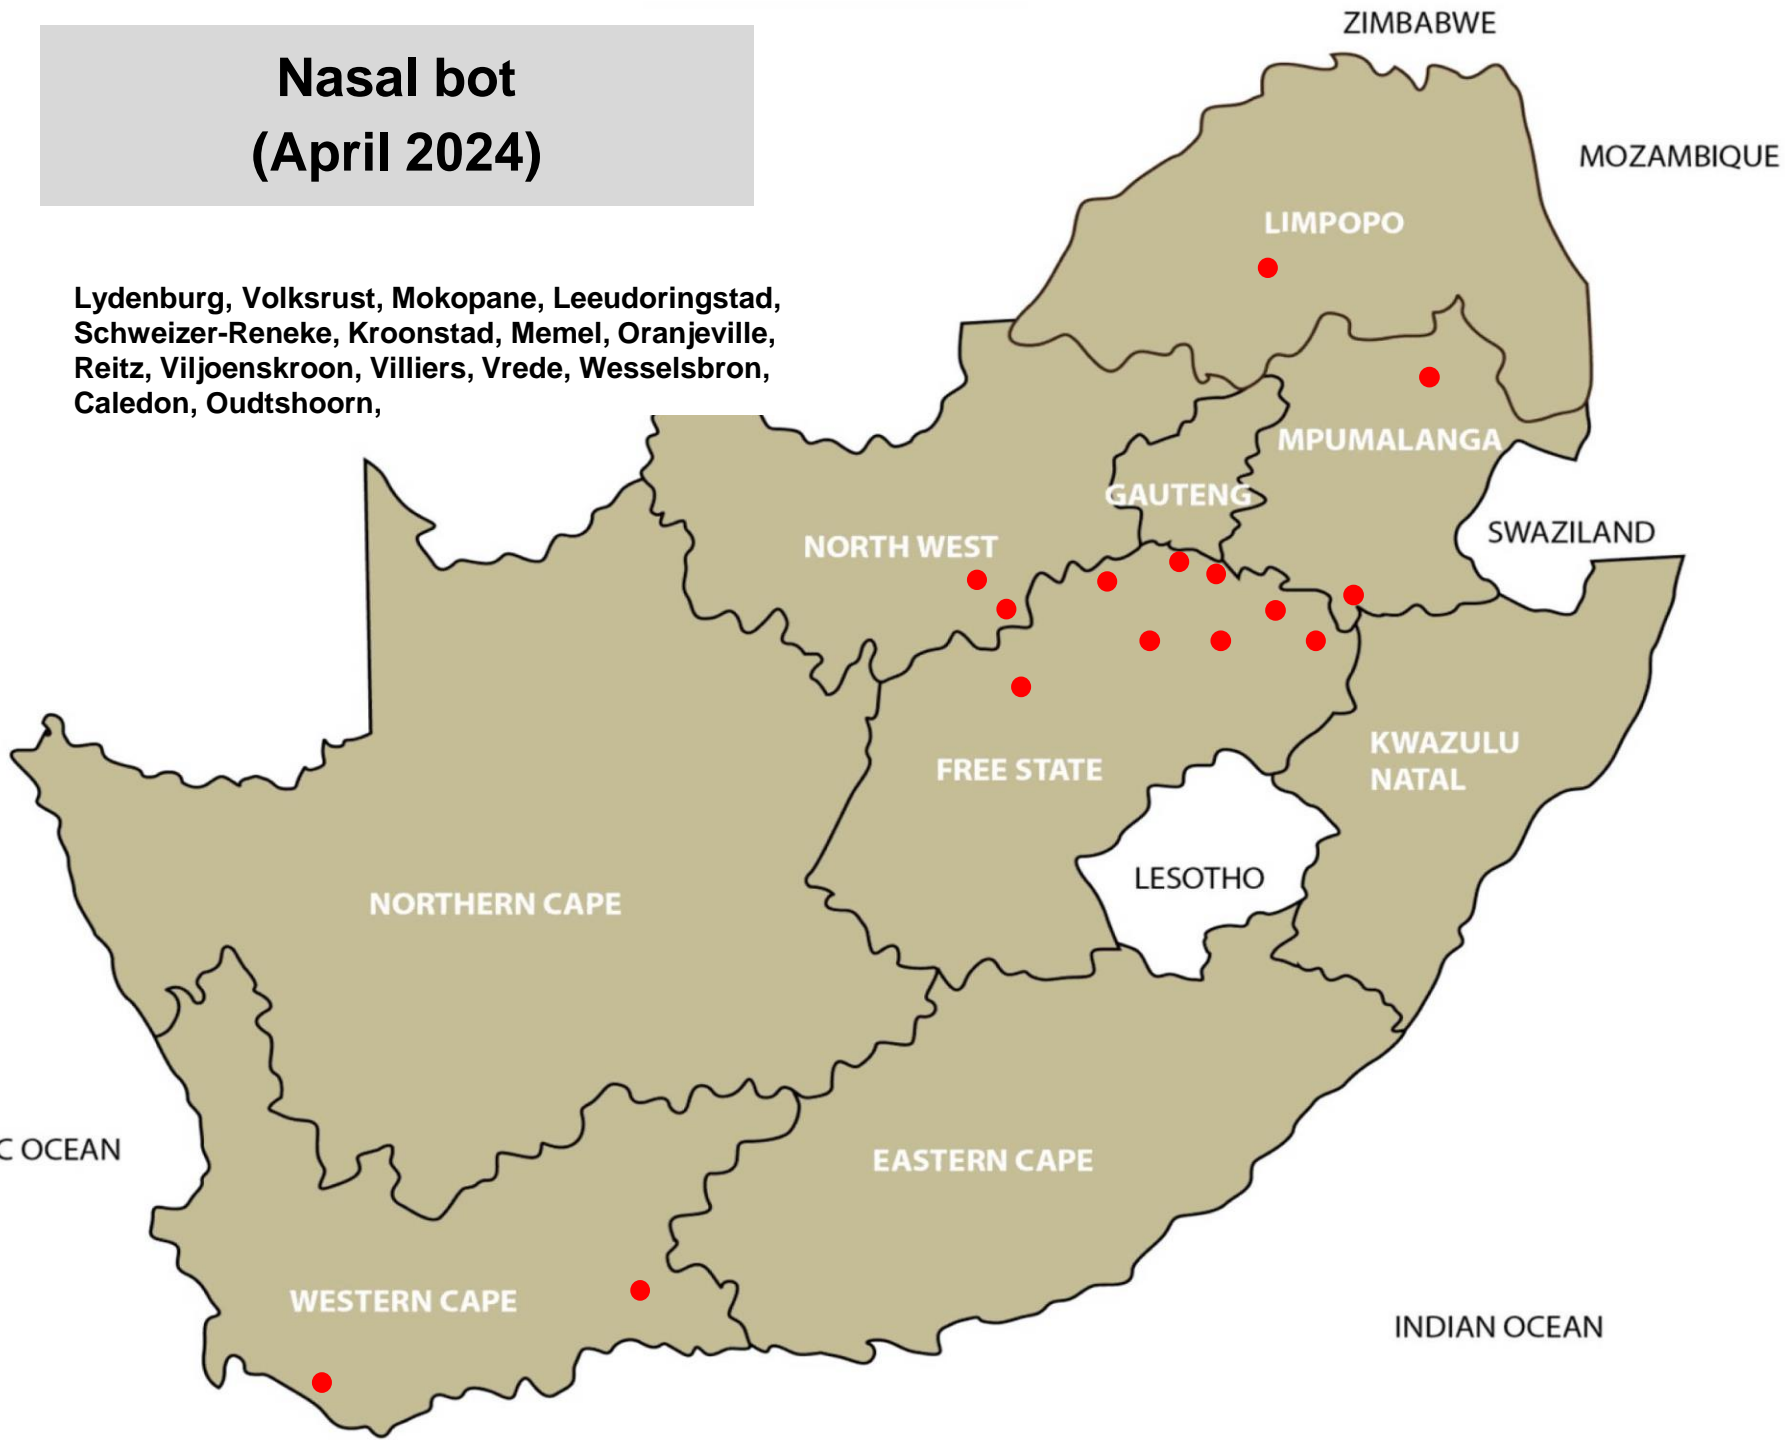 Nasal bot
(April 2024)
Lydenburg, Volksrust, Mokopane, Leeudoringstad,
Schweizer-Reneke, Kroonstad, Memel, Oranjeville,
Reitz, Viljoenskroon, Villiers, Vrede, Wesselsbron,
Caledon, Oudtshoorn,
ZIMBABWE
MOZAMBIQUE
LIMPOPO
MPUMALANGA
GAUTENG
SWAZILAND
NORTH WEST
KWAZULU
NATAL
FREE STATE
LESOTHO
NORTHERN CAPE
C OCEAN
EASTERN CAPE
WESTERN CAPE
INDIAN OCEAN